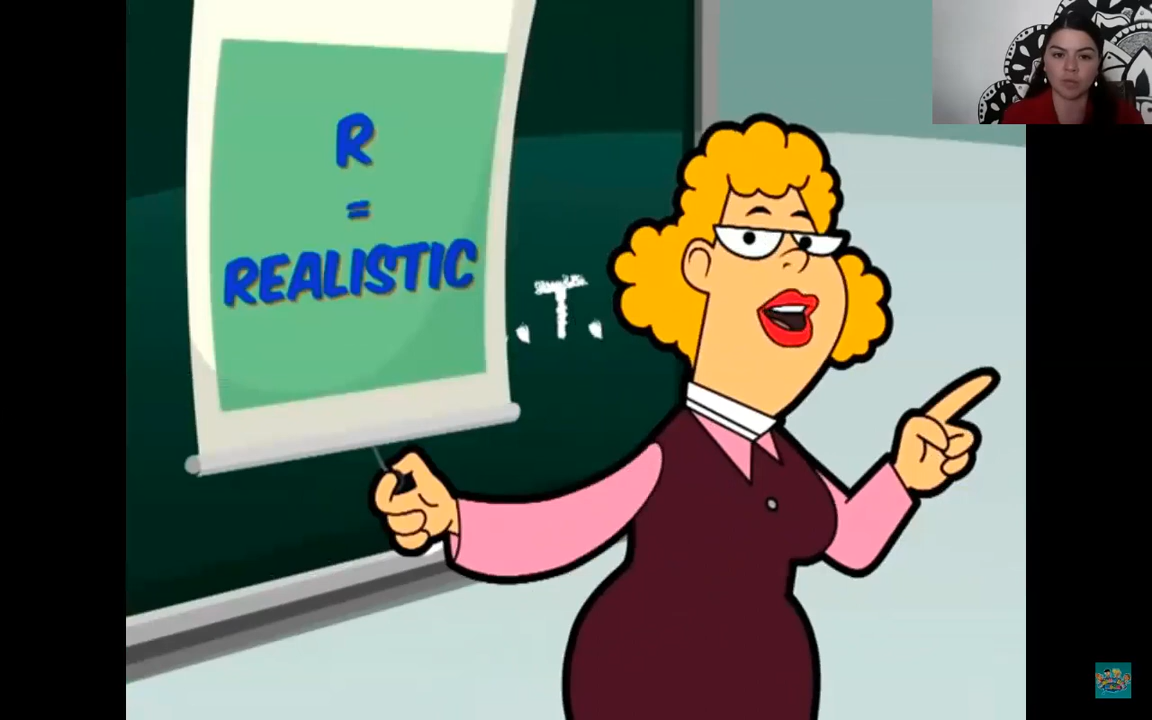 R
=
REALISTIC
.T.